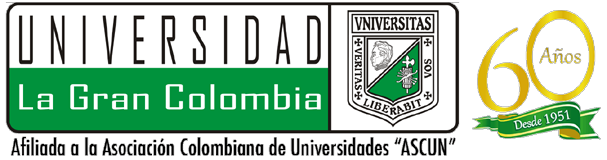 UNIVERSIDAD
La Gran Colombia
VNIVERSITAS
VERITAS
VOS
LIBERABIT
Afiliada a la Asociación Colombiana de Universidades “ASCUN”
60
Años
Desde 1951